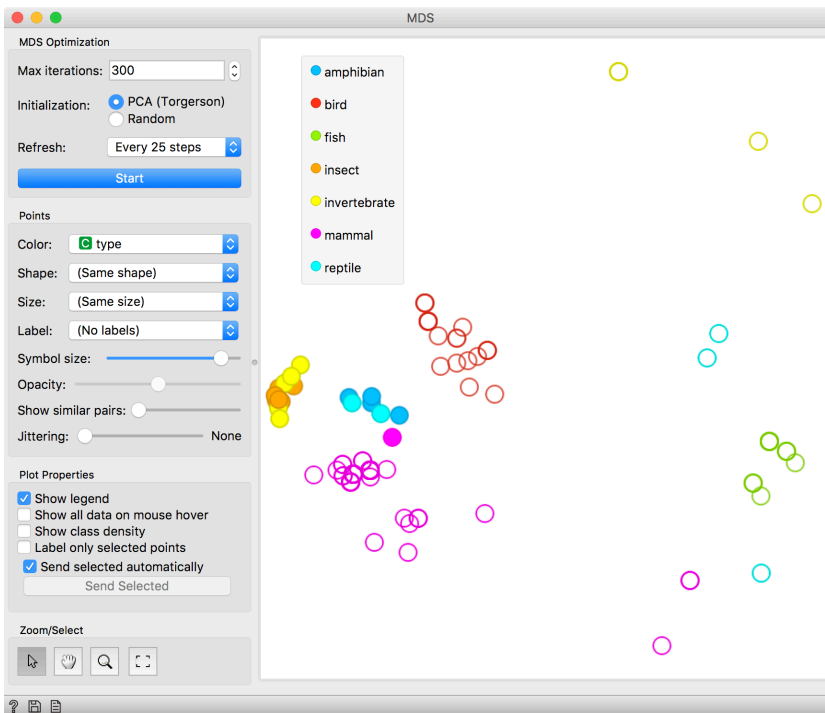 MDS
MDS Optimization
Max iterations: 300
Initialization: PCA (Torgerson)
Random
Refresh: Every 25 steps
Start
Points
Color: C type
Shape: (Same shape)
Size: (Same size)
Label: (No labels)
Symbol size:
Opacity:
Show similar pairs:
Jittering: None
Plot Properties
Show legend
Show all data on mouse hover
Show class density
Label only selected points
Send selected automatically
Send Selected
Zoom/Select
?
amphibian
bird
fish
insect
invertebrate
mammal
reptile